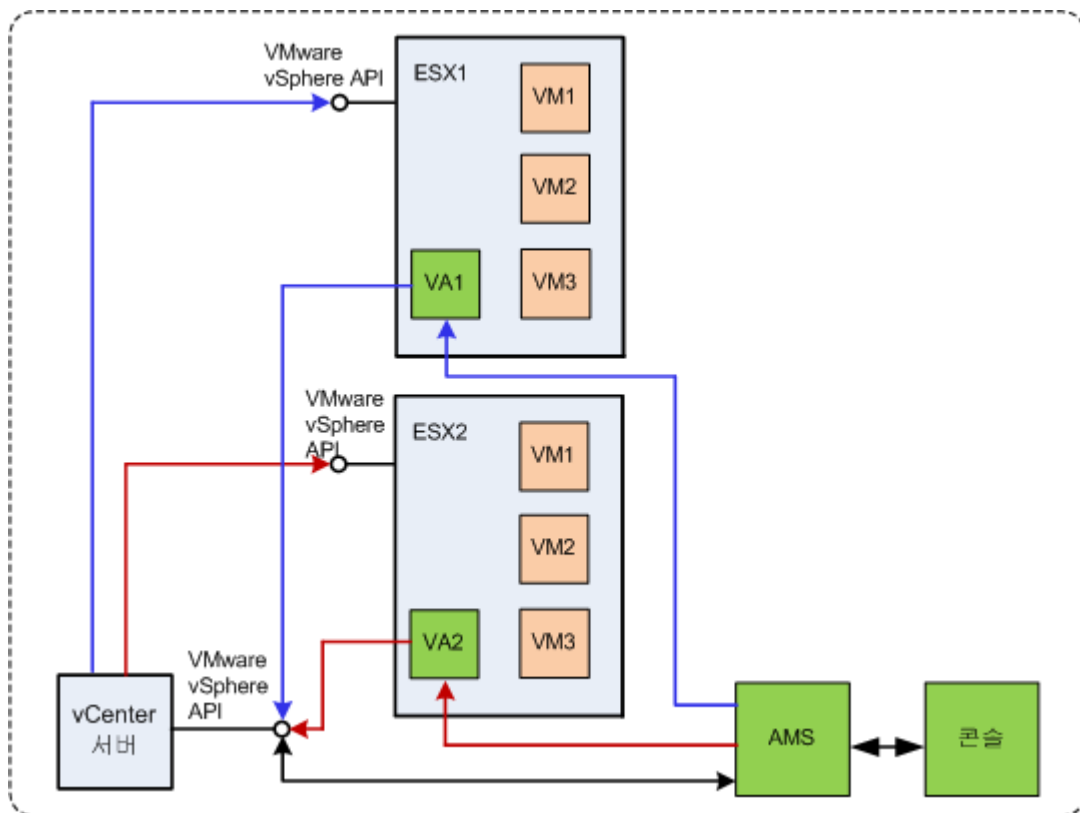 VMware
vSphere API
ESX1
VM1
VM2
VA1
VM3
VMware
vSphere
API
ESX2
VM1
VM2
VA2
VM3
VMware
vSphere
API
vCenter
서버
AMS
콘솔